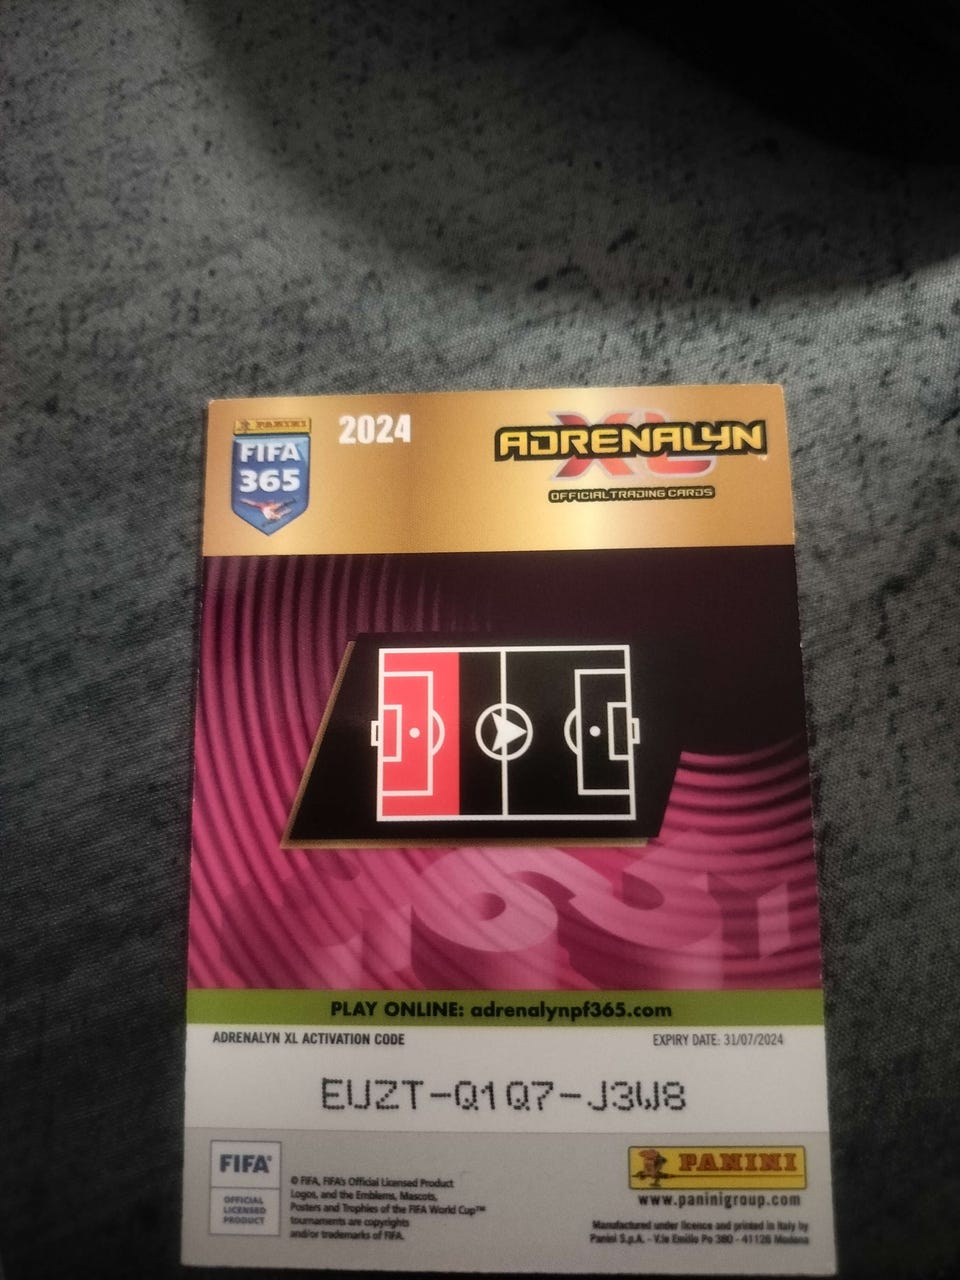 PANINI
2024
FIFA
365
ADRENALYN
XL
™
OFFICIAL TRADING CARDS
PLAY ONLINE: adrenalynpf365.com
ADRENALYN XL ACTIVATION CODE
EXPIRY DATE: 31/07/2024
EUZT-Q1Q7-J3W8
FIFA®
OFFICIAL
LICENSED
PRODUCT
© FIFA, FIFA's Official Licensed Product
Logos, and the Emblems, Mascots,
Posters and Trophies of the FIFA World Cup™
tournaments are copyrights
and/or trademarks of FIFA.
PANINI
www.paninigroup.com
Manufactured under licence and printed in Italy by
Panini S.p.A. - V.le Emilio Po 380 - 41126 Modena